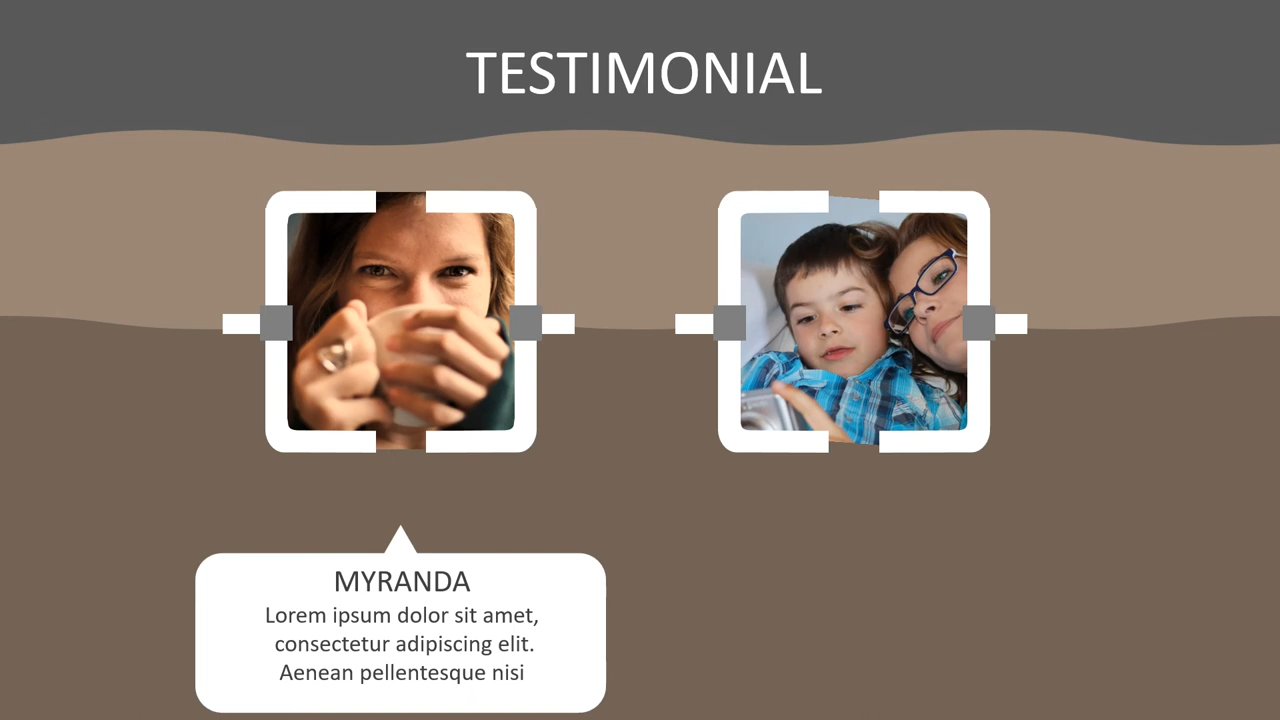 TESTIMONIAL
MYRANDA
Lorem ipsum dolor sit amet,
consectetur adipiscing elit.
Aenean pellentesque nisi